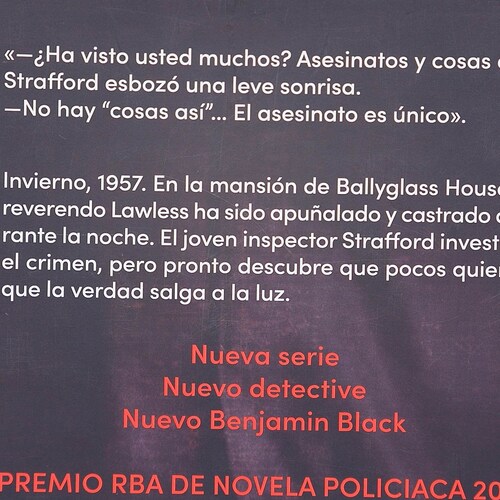 «—¿Ha visto usted muchos? Asesinatos y cosas
Strafford esbozó una leve sonrisa.
—No hay “cosas así”... El asesinato es único».
Invierno, 1957. En la mansión de Ballyglass House
reverendo Lawless ha sido apuñalado y castrado
rante la noche. El joven inspector Strafford invest
el crimen, pero pronto descubre que pocos quie
que la verdad salga a la luz.
Nueva serie
Nuevo detective
Nuevo Benjamin Black
PREMIO RBA DE NOVELA POLICIACA 20